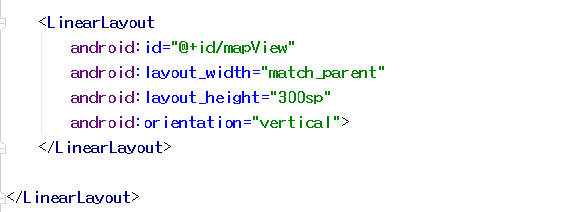 <LinearLayout
android:id="@+id/mapView"
android:layout_width="match_parent"
android:layout_height="300sp"
android:orientation="vertical">
</LinearLayout>
</LinearLayout>